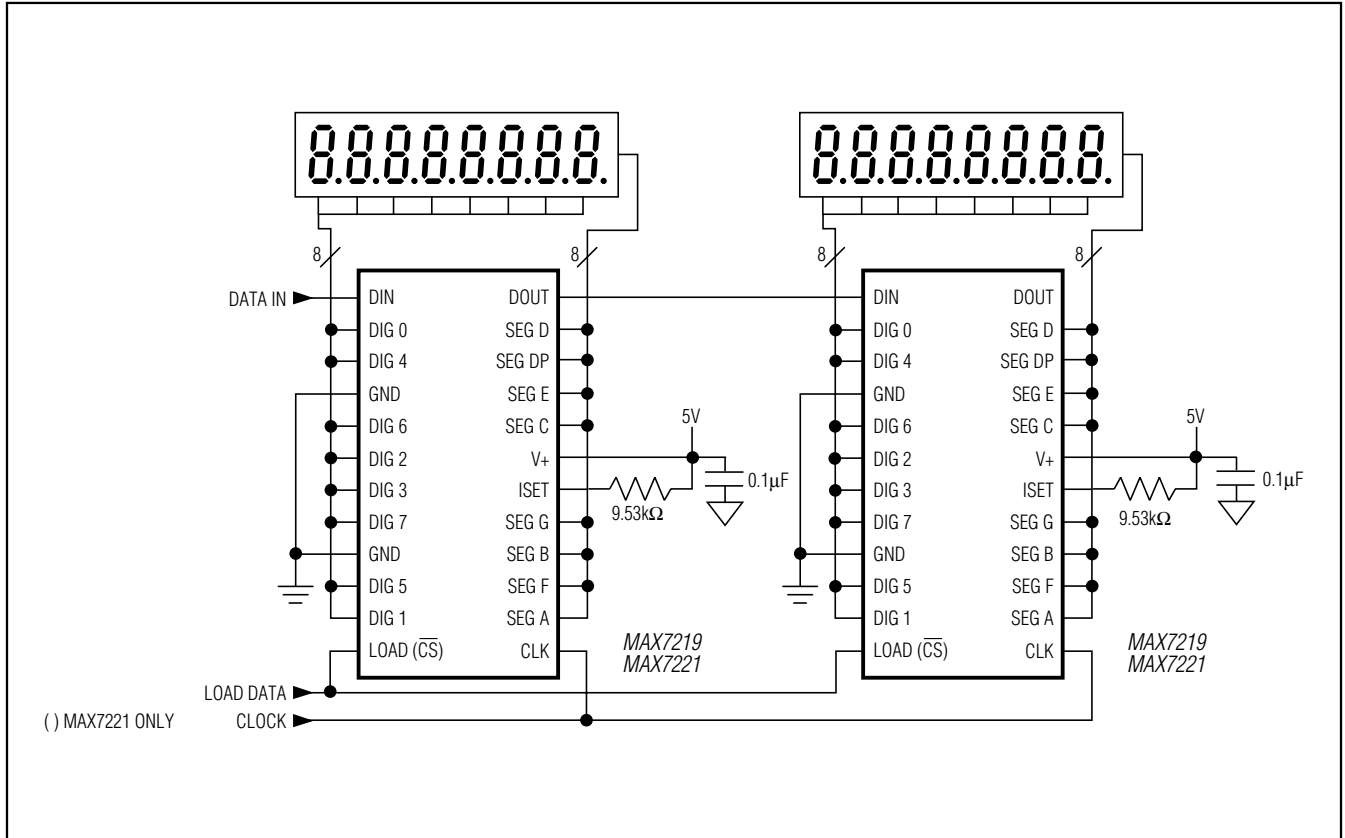 8.8.8.8.8.8.8.8.
8.8.8.8.8.8.8.8.
8
8
8
8
DATA IN
DIN
DOUT
DIG 0
SEG D
DIG 4
SEG DP
GND
SEG E
DIG 6
SEG C
DIG 2
V+
DIG 3
ISET
DIG 7
SEG G
GND
SEG B
DIG 5
SEG F
DIG 1
SEG A
LOAD (C̅S̅)
CLK
5V
0.1μF
9.53kΩ
MAX7219
MAX7221
DIN
DOUT
DIG 0
SEG D
DIG 4
SEG DP
GND
SEG E
DIG 6
SEG C
DIG 2
V+
DIG 3
ISET
DIG 7
SEG G
GND
SEG B
DIG 5
SEG F
DIG 1
SEG A
LOAD (C̅S̅)
CLK
5V
0.1μF
9.53kΩ
MAX7219
MAX7221
LOAD DATA
( ) MAX7221 ONLY
CLOCK